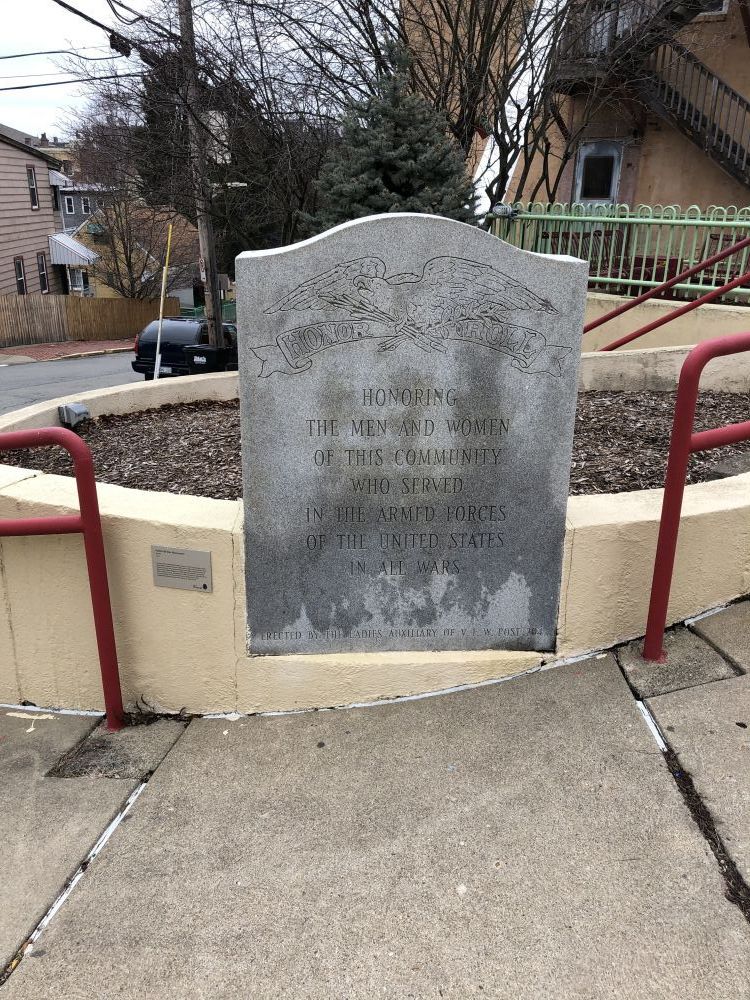 HONOR ROLL
HONORING
THE MEN AND WOMEN
OF THIS COMMUNITY
WHO SERVED
IN THE ARMED FORCES
OF THE UNITED STATES
IN ALL WARS
ERECTED BY THE LADIES AUXILIARY OF V. F. W. POST